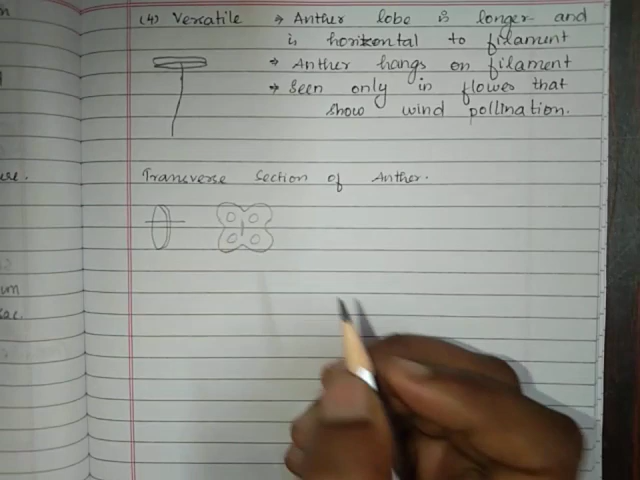 (4) Versatile → Anther lobe is longer and
is horizontal to filament
→ Anther hangs on filament
→ Seen only in flowes that
show wind pollination.
Transverse Section of Anther.